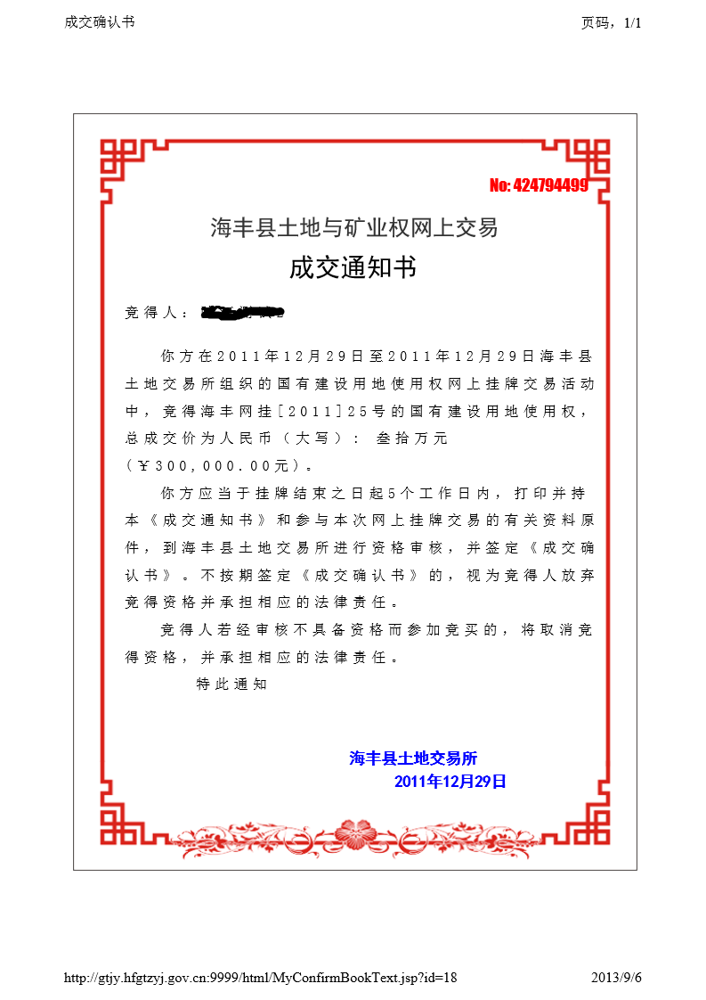 成交确认书
页码，1/1
No: 424794499
海丰县土地与矿业权网上交易
成交通知书
竞得人：
你方在2011年12月29日至2011年12月29日海丰县
土地交易所组织的国有建设用地使用权网上挂牌交易活动
中，竞得海丰网挂[2011]25号的国有建设用地使用权，
总成交价为人民币（大写）： 叁拾万元
(￥300,000.00元)。
你方应当于挂牌结束之日起5个工作日内，打印并持
本《成交通知书》和参与本次网上挂牌交易的有关资料原
件，到海丰县土地交易所进行资格审核，并签定《成交确
认书》。不按期签定《成交确认书》的，视为竞得人放弃
竞得资格并承担相应的法律责任。
竞得人若经审核不具备资格而参加竞买的，将取消竞
得资格，并承担相应的法律责任。
特此通知
海丰县土地交易所
2011年12月29日
http://gtjy.hfgtzyj.gov.cn:9999/html/MyConfirmBookText.jsp?id=18
2013/9/6